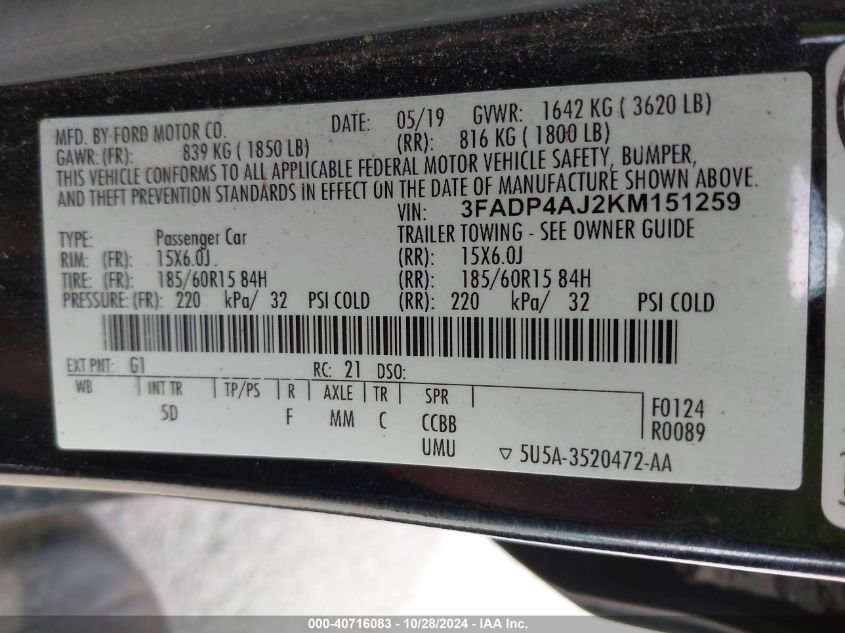 MFD. BY FORD MOTOR CO. DATE: 05/19 GVWR: 1642 KG ( 3620 LB)
GAWR: (FR): 839 KG ( 1850 LB) (RR): 816 KG ( 1800 LB)
THIS VEHICLE CONFORMS TO ALL APPLICABLE FEDERAL MOTOR VEHICLE SAFETY, BUMPER,
AND THEFT PREVENTION STANDARDS IN EFFECT ON THE DATE OF MANUFACTURE SHOWN ABOVE.
VIN: 3FADP4AJ2KM151259
TYPE: Passenger Car TRAILER TOWING - SEE OWNER GUIDE
RIM: (FR): 15X6.0J (RR): 15X6.0J
TIRE: (FR): 185/60R15 84H (RR): 185/60R15 84H
PRESSURE: (FR): 220 kPa/ 32 PSI COLD (RR): 220 kPa/ 32 PSI COLD
EXT PNT: G1 RC: 21 DSO:
WB INT TR TP/PS R AXLE TR SPR
5D F MM C CCBB
UMU
F0124
R0089
5U5A-3520472-AA
000-40716083 - 10/28/2024 - IAA Inc.